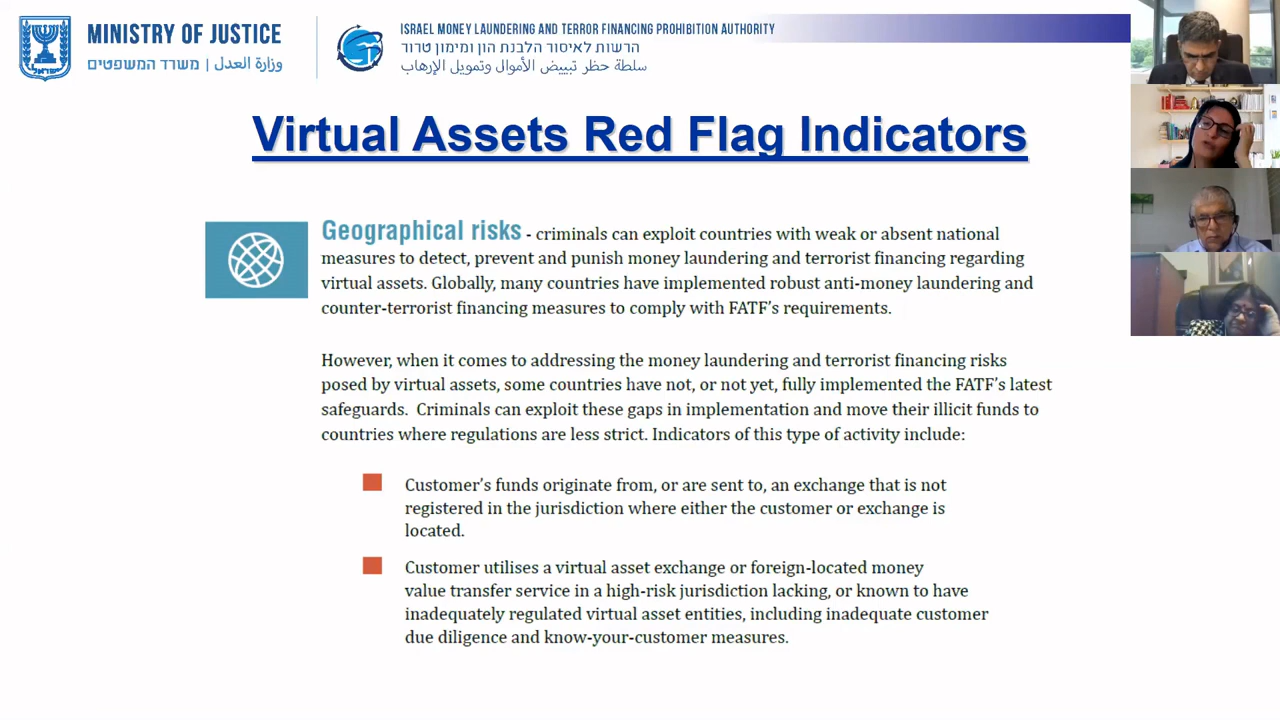 MINISTRY OF JUSTICE
משרד המשפטים | وزارة العدل
ISRAEL MONEY LAUNDERING AND TERROR FINANCING PROHIBITION AUTHORITY
הרשות לאיסור הלבנת הון ומימון טרור
سلطة حظر تبييض الأموال وتمويل الإرهاب
Virtual Assets Red Flag Indicators
Geographical risks - criminals can exploit countries with weak or absent national
measures to detect, prevent and punish money laundering and terrorist financing regarding
virtual assets. Globally, many countries have implemented robust anti-money laundering and
counter-terrorist financing measures to comply with FATF's requirements.
However, when it comes to addressing the money laundering and terrorist financing risks
posed by virtual assets, some countries have not, or not yet, fully implemented the FATF's latest
safeguards. Criminals can exploit these gaps in implementation and move their illicit funds to
countries where regulations are less strict. Indicators of this type of activity include:
Customer's funds originate from, or are sent to, an exchange that is not
registered in the jurisdiction where either the customer or exchange is
located.
Customer utilises a virtual asset exchange or foreign-located money
value transfer service in a high-risk jurisdiction lacking, or known to have
inadequately regulated virtual asset entities, including inadequate customer
due diligence and know-your-customer measures.